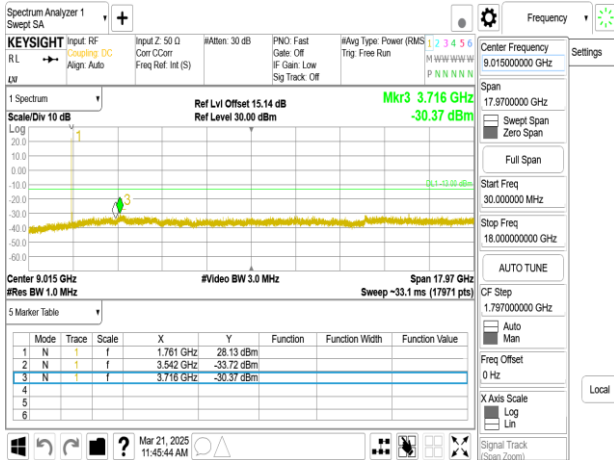 Spectrum Analyzer 1
Swept SA
+
Frequency
KEYSIGHT
RL
LXI
Input: RF
Coupling: DC
Align: Auto
Input Z: 50 Ω
Corr CCorr
Freq Ref: Int (S)
#Atten: 30 dB
PNO: Fast
Gate: Off
IF Gain: Low
Sig Track: Off
#Avg Type: Power (RMS
Trig: Free Run
1 2 3 4 5 6
M W W W W W
P N N N N N
Center Frequency
9.015000000 GHz
Settings
Span
17.9700000 GHz
Swept Span
Zero Span
Full Span
Start Freq
30.000000 MHz
Stop Freq
18.000000000 GHz
AUTO TUNE
CF Step
1.797000000 GHz
Auto
Man
Freq Offset
0 Hz
X Axis Scale
Log
Lin
Local
Signal Track
(Span Zoom)
1 Spectrum
Scale/Div 10 dB
Log
Ref Lvl Offset 15.14 dB
Ref Level 30.00 dBm
Mkr3 3.716 GHz
-30.37 dBm
20.0
10.0
0.00
-10.0
-20.0
-30.0
-40.0
-50.0
-60.0
1
3
DL1 -13.00 dBm
Center 9.015 GHz
#Video BW 3.0 MHz
Span 17.97 GHz
#Res BW 1.0 MHz
Sweep ~33.1 ms (17971 pts)
5 Marker Table
Mode Trace Scale X Y Function Function Width Function Value
1 N 1 f 1.761 GHz 28.13 dBm
2 N 1 f 3.542 GHz -33.72 dBm
3 N 1 f 3.716 GHz -30.37 dBm
4
5
6
?
Mar 21, 2025
11:45:44 AM